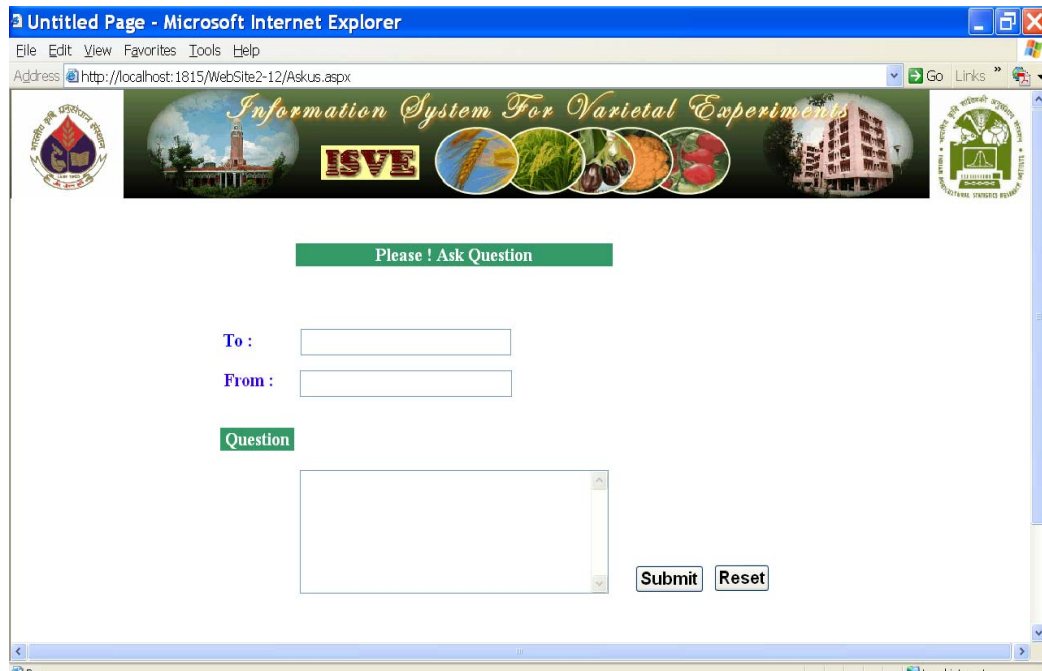 Untitled Page - Microsoft Internet Explorer
File Edit View Favorites Tools Help
Address http://localhost:1815/WebSite2-12/Askus.aspx Go Links »
Information System For Varietal Experiments
ISVE
Please ! Ask Question
To :
From :
Question
Submit Reset